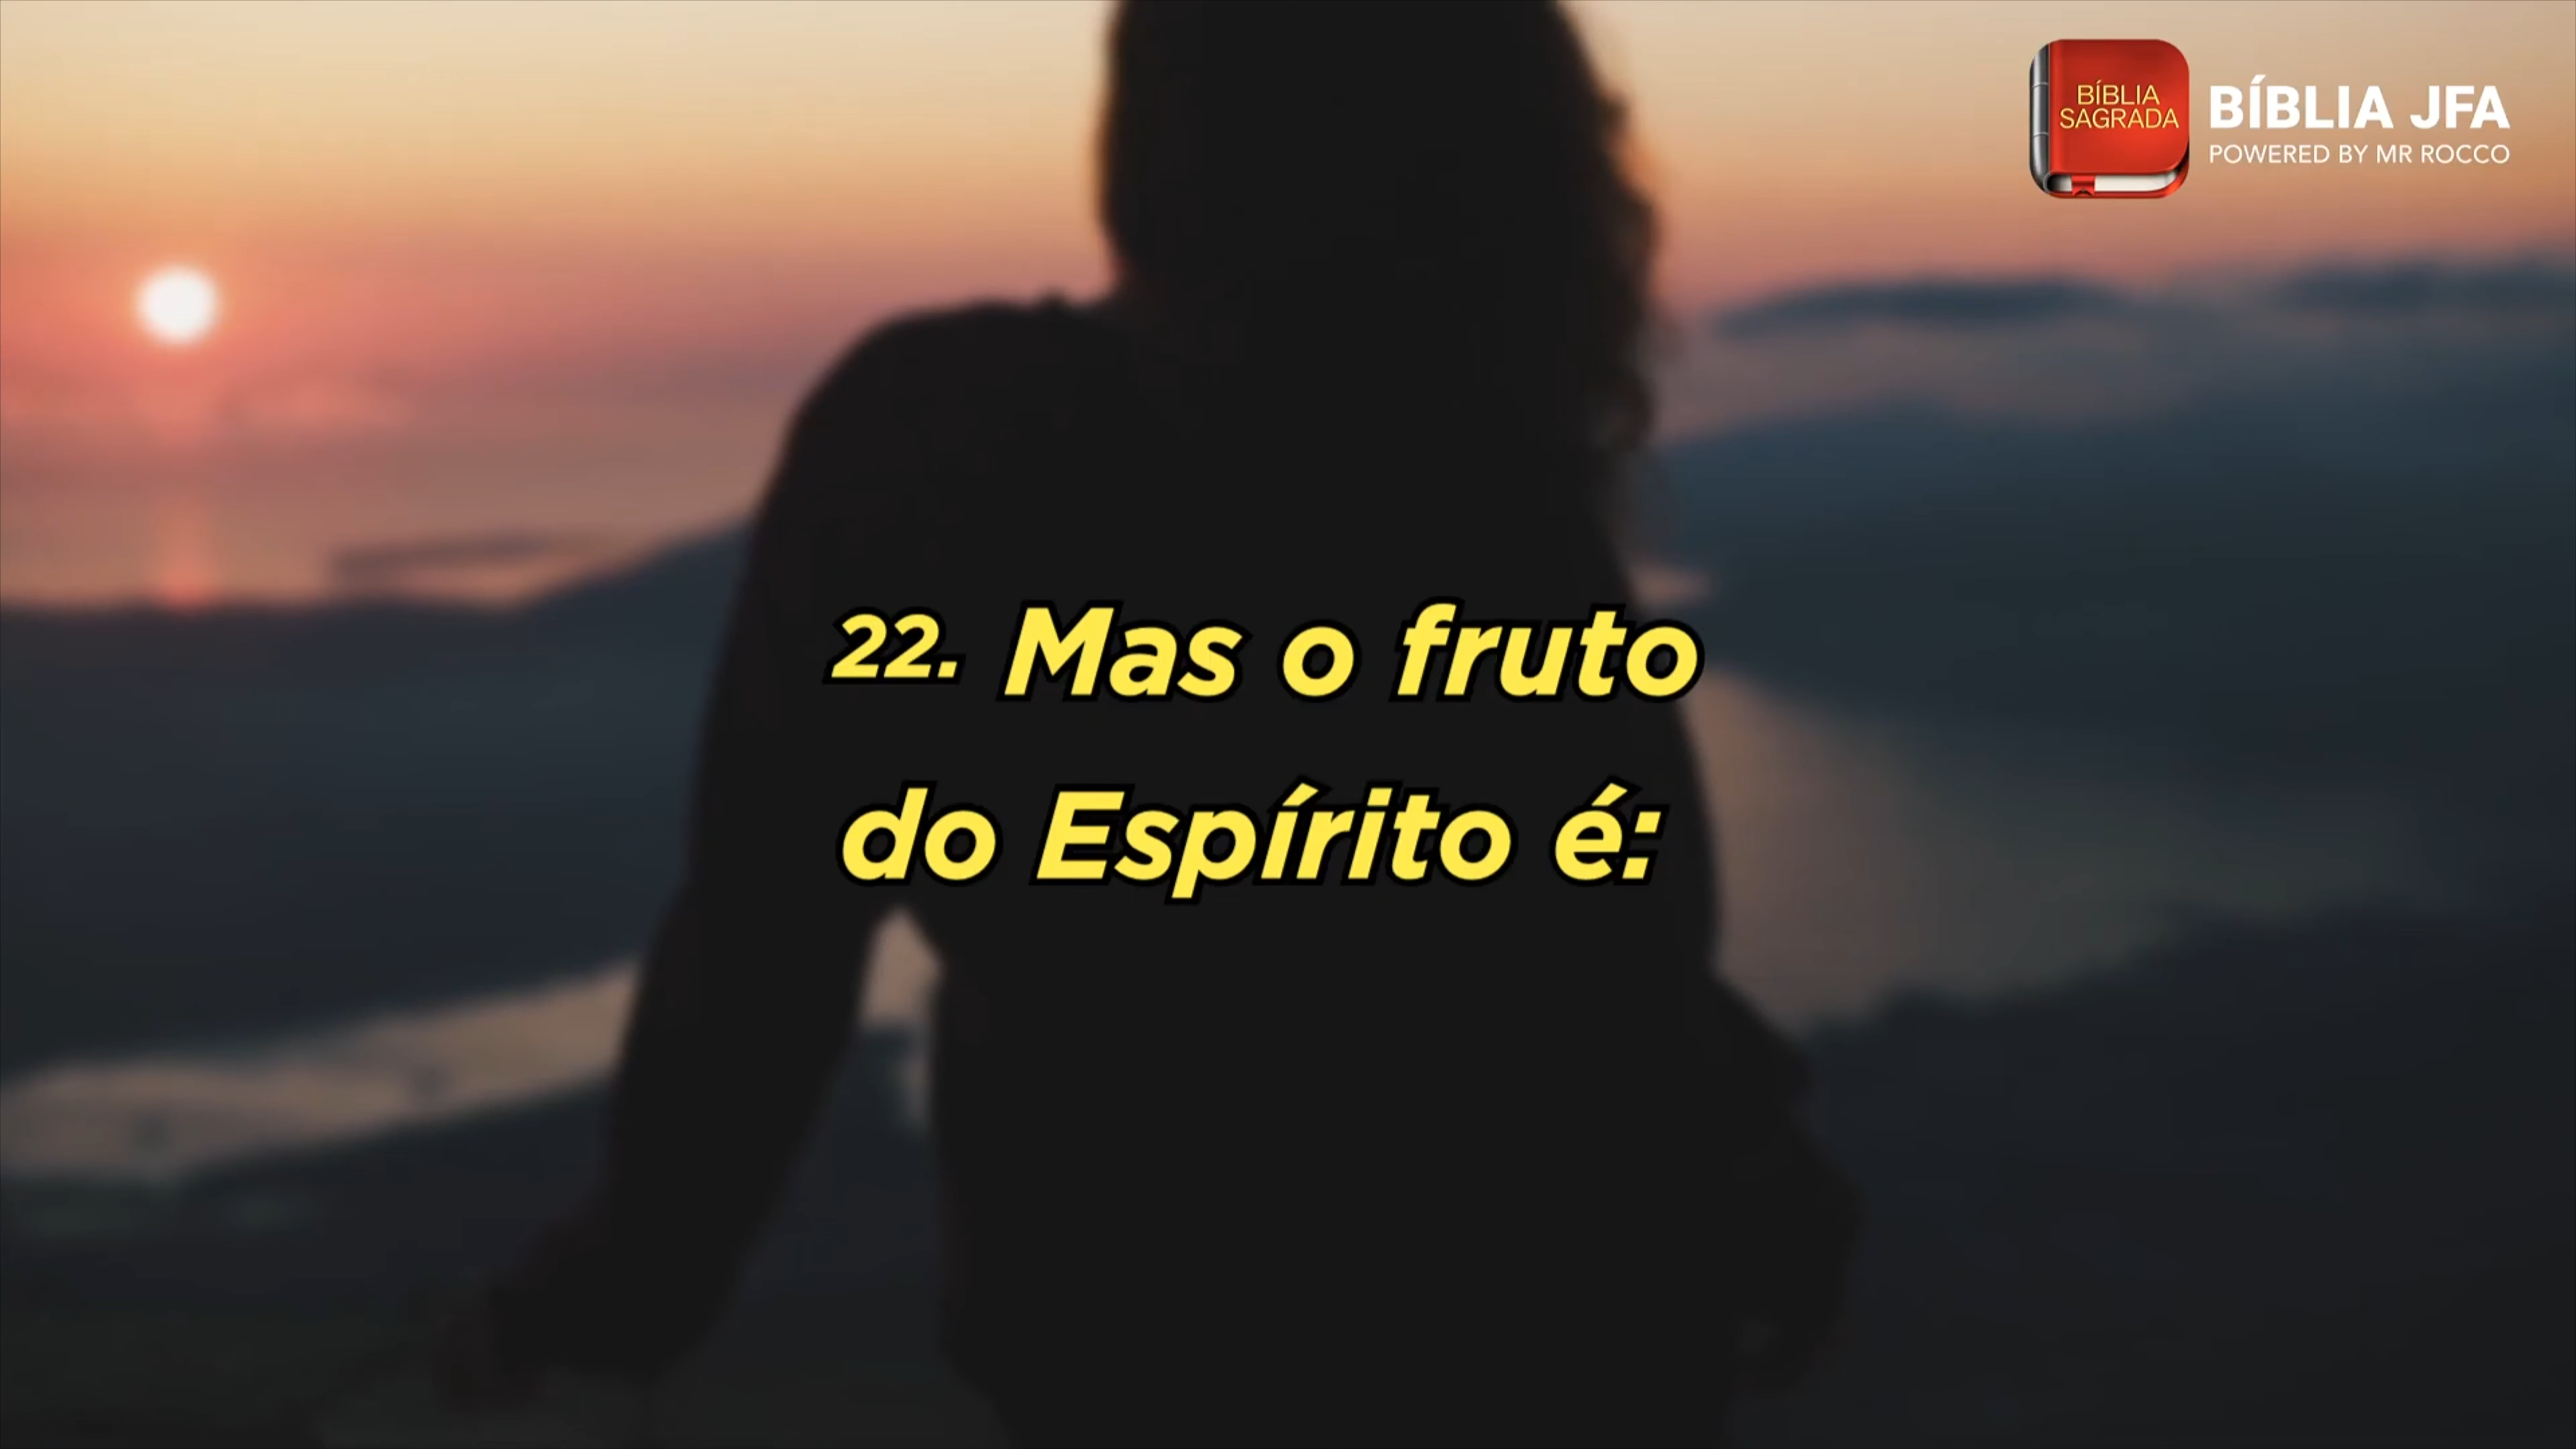 BÍBLIA
SAGRADA
BÍBLIA JFA
POWERED BY MR ROCCO
22. Mas o fruto
do Espírito é: